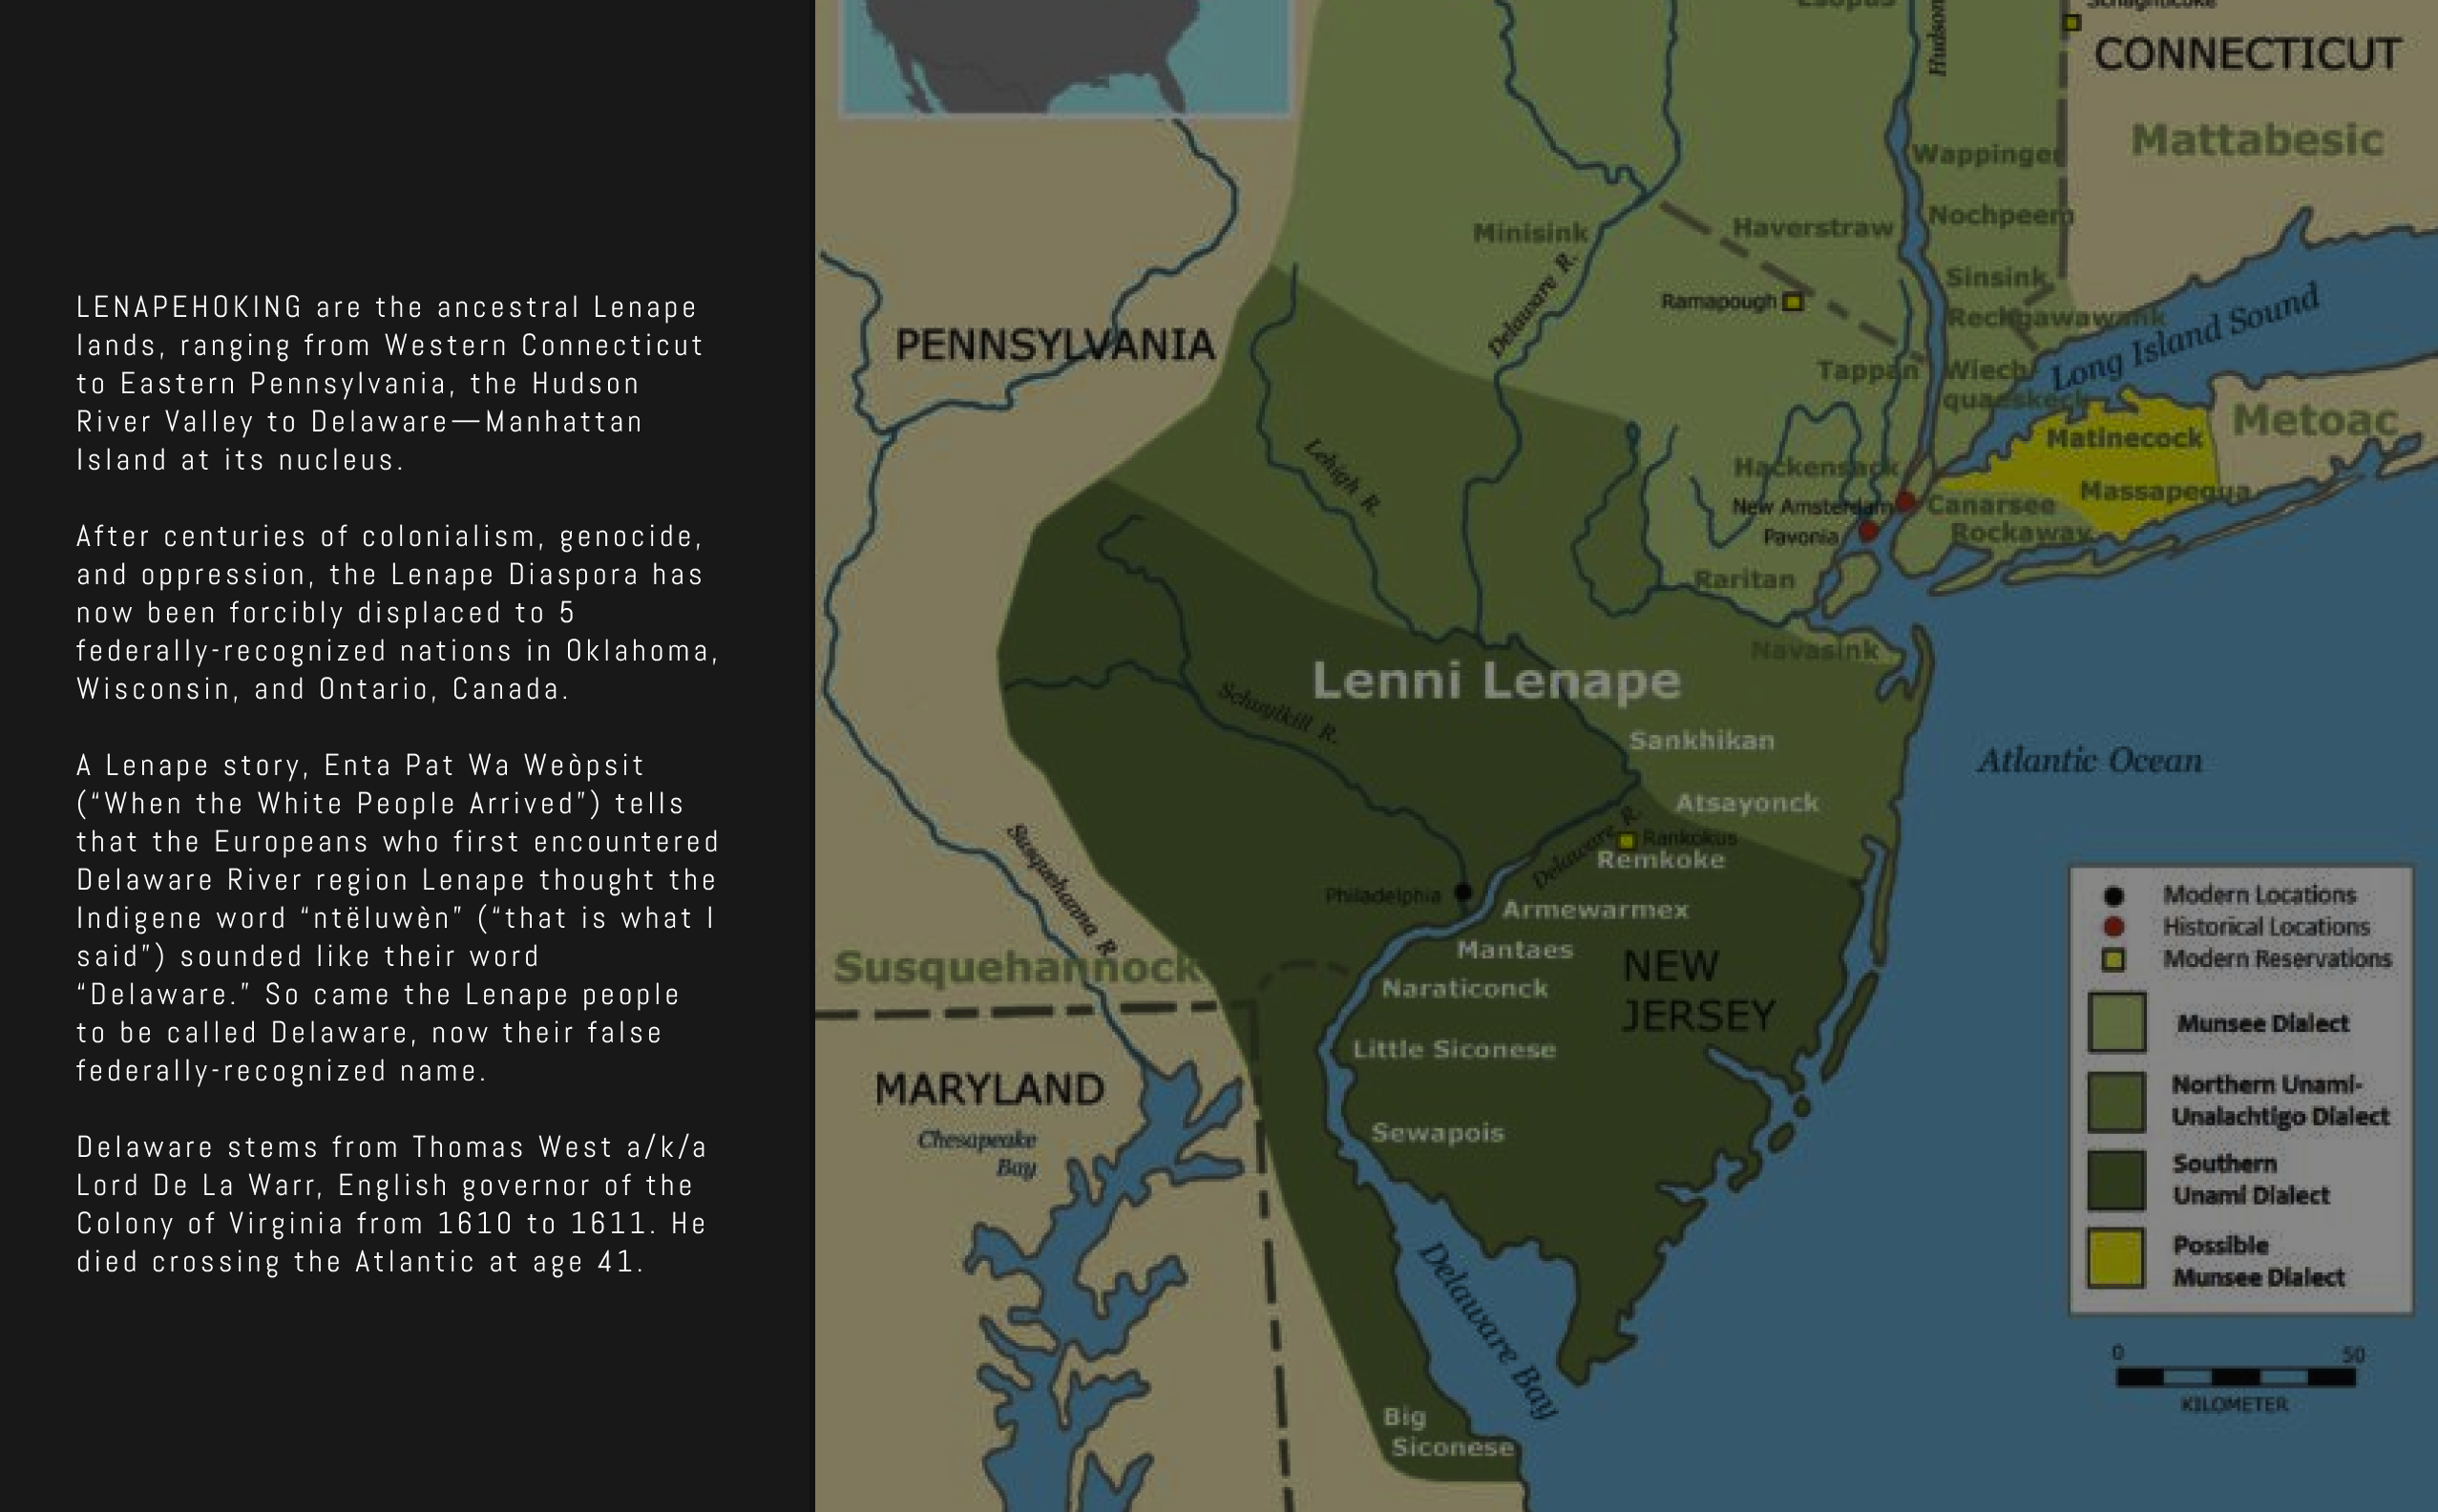 LENAPEHOKING are the ancestral Lenape
lands, ranging from Western Connecticut
to Eastern Pennsylvania, the Hudson
River Valley to Delaware—Manhattan
Island at its nucleus.
After centuries of colonialism, genocide,
and oppression, the Lenape Diaspora has
now been forcibly displaced to 5
federally-recognized nations in Oklahoma,
Wisconsin, and Ontario, Canada.
A Lenape story, Enta Pat Wa Weòpsit
(“When the White People Arrived”) tells
that the Europeans who first encountered
Delaware River region Lenape thought the
Indigene word “ntëluwèn” (“that is what I
said”) sounded like their word
“Delaware.” So came the Lenape people
to be called Delaware, now their false
federally-recognized name.
Delaware stems from Thomas West a/k/a
Lord De La Warr, English governor of the
Colony of Virginia from 1610 to 1611. He
died crossing the Atlantic at age 41.
Hudson
CONNECTICUT
Mattabesic
Wappinger
Nochpeem
Minisink
Haverstraw
Sinsink
Delaware R.
Ramapough
Rechgawawank
Long Island Sound
PENNSYLVANIA
Tappan
Wiech
quaeskeck
Matinecock
Metoac
Lehigh R.
Hackensack
Massapequa
New Amsterdam
Canarsee
Pavonia
Rockaway
Raritan
Navasink
Lenni Lenape
Schuylkill R.
Sankhikan
Atlantic Ocean
Atsayonck
Delaware R.
Rankokus
Remkoke
Susquehanna R.
Philadelphia
Armewarmex
Mantaes
Susquehannock
NEW
JERSEY
Naraticonck
Little Siconese
MARYLAND
Chesapeake
Bay
Sewapois
Delaware Bay
Big
Siconese
Modern Locations
Historical Locations
Modern Reservations
Munsee Dialect
Northern Unami-
Unalachtigo Dialect
Southern
Unami Dialect
Possible
Munsee Dialect
0 50
KILOMETER